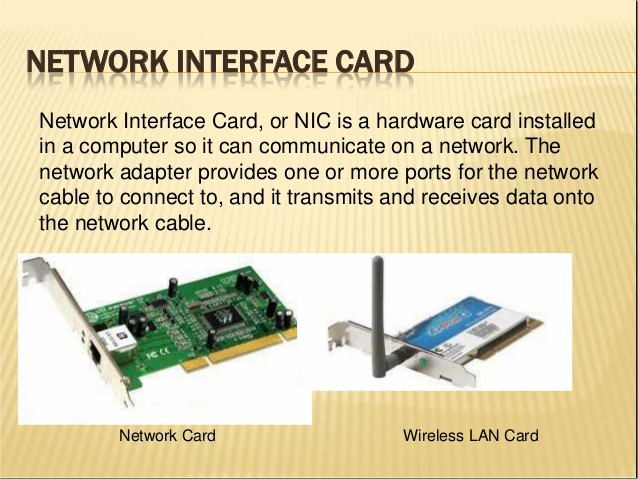 NETWORK INTERFACE CARD
Network Interface Card, or NIC is a hardware card installed
in a computer so it can communicate on a network. The
network adapter provides one or more ports for the network
cable to connect to, and it transmits and receives data onto
the network cable.
Network Card
Wireless LAN Card